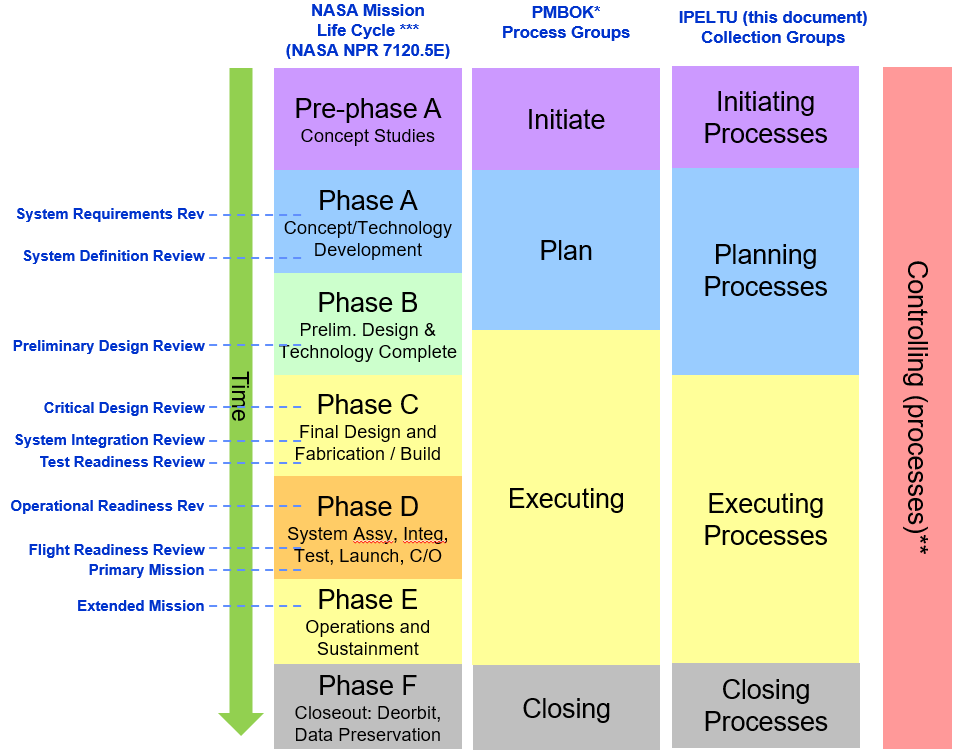 NASA Mission
Life Cycle ***
(NASA NPR 7120.5E)
PMBOK*
Process Groups
IPELTU (this document)
Collection Groups
Time
System Requirements Rev
System Definition Review
Preliminary Design Review
Critical Design Review
System Integration Review
Test Readiness Review
Operational Readiness Rev
Flight Readiness Review
Primary Mission
Extended Mission
Pre-phase A
Concept Studies
Phase A
Concept/Technology
Development
Phase B
Prelim. Design &
Technology Complete
Phase C
Final Design and
Fabrication / Build
Phase D
System Assy, Integ,
Test, Launch, C/O
Phase E
Operations and
Sustainment
Phase F
Closeout: Deorbit,
Data Preservation
Initiate
Plan
Executing
Closing
Initiating
Processes
Planning
Processes
Executing
Processes
Closing
Processes
Controlling (processes)**